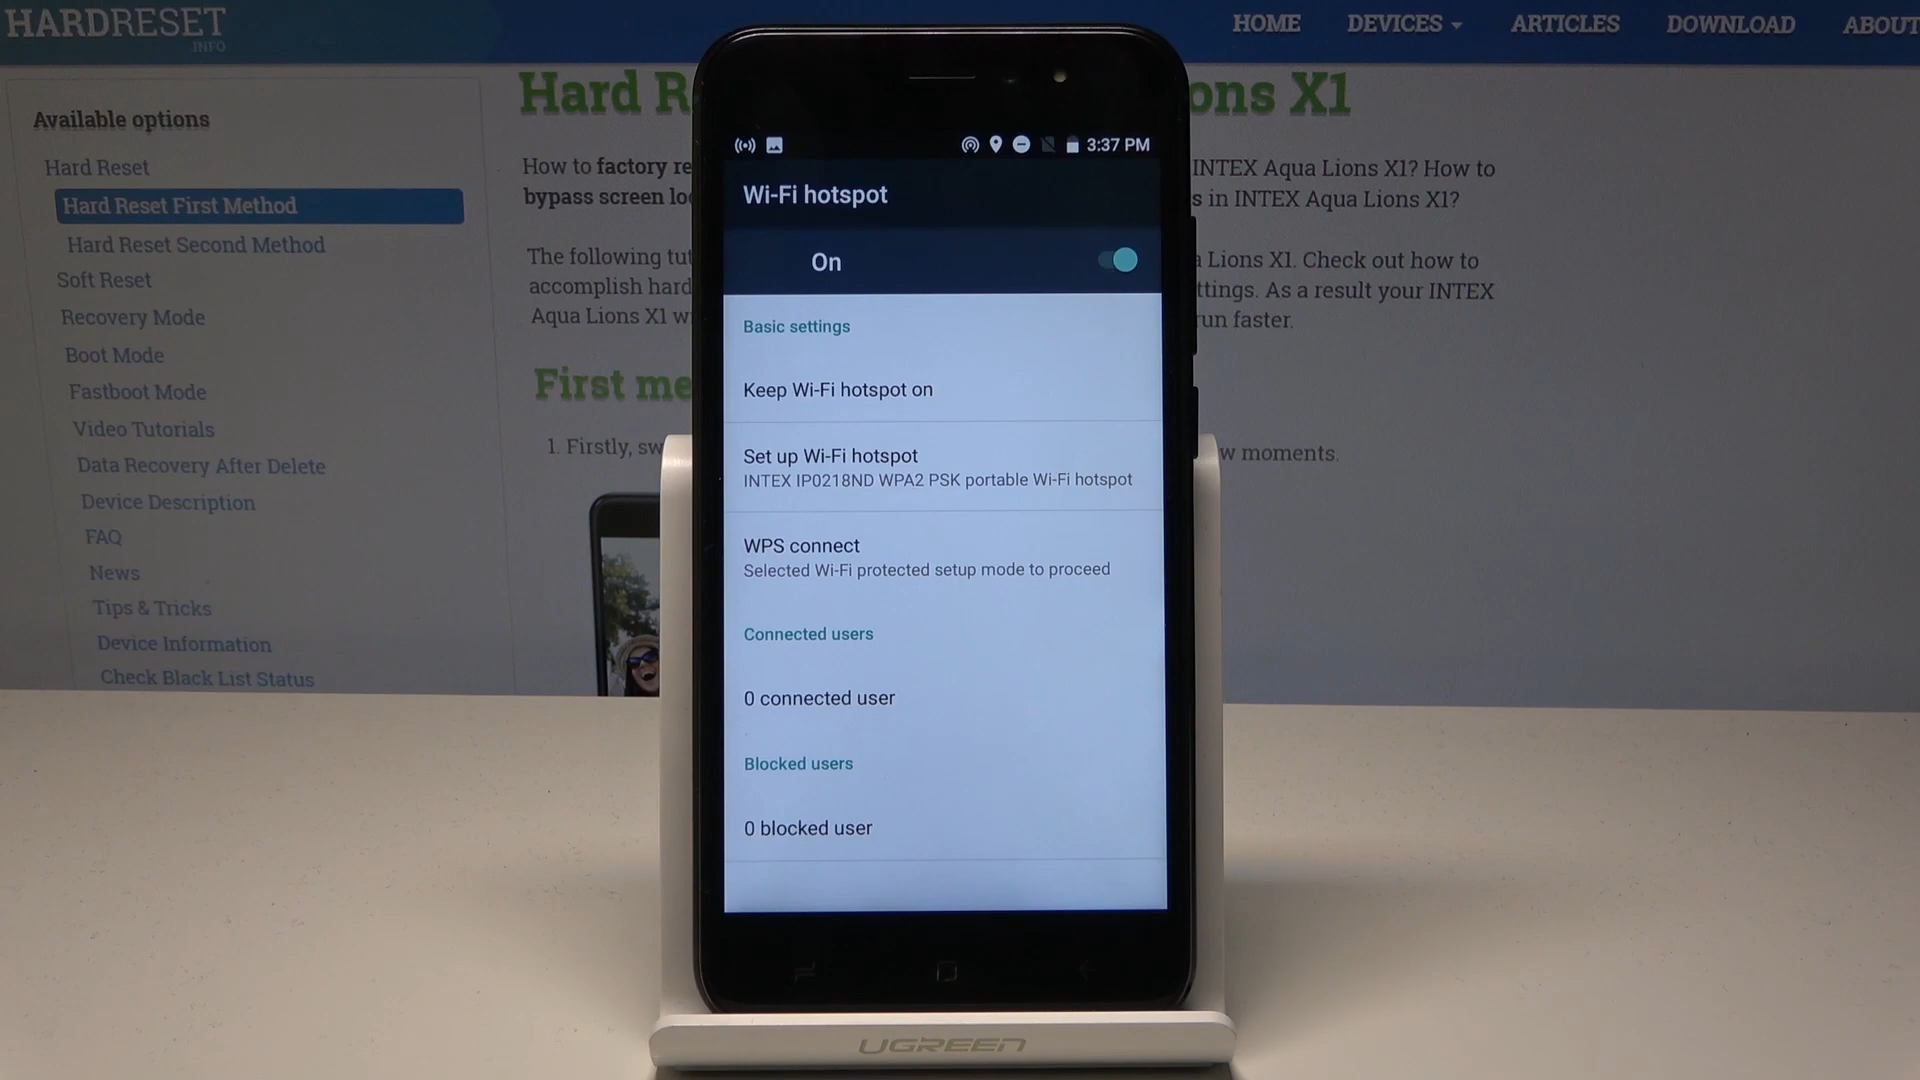 HARDRESET
INFO
HOME DEVICES ARTICLES DOWNLOAD ABOUT
Available options
Hard Reset
Hard Reset First Method
Hard Reset Second Method
Soft Reset
Recovery Mode
Boot Mode
Fastboot Mode
Video Tutorials
Data Recovery After Delete
Device Description
FAQ
News
Tips & Tricks
Device Information
Check Black List Status
Hard R ons X1
How to factory re INTEX Aqua Lions X1? How to
bypass screen lo s in INTEX Aqua Lions X1?
The following tut a Lions X1. Check out how to
accomplish hard ttings. As a result your INTEX
Aqua Lions X1 w run faster.
First me
1. Firstly, sw w moments.
3:37 PM
Wi-Fi hotspot
On
Basic settings
Keep Wi-Fi hotspot on
Set up Wi-Fi hotspot
INTEX IP0218ND WPA2 PSK portable Wi-Fi hotspot
WPS connect
Selected Wi-Fi protected setup mode to proceed
Connected users
0 connected user
Blocked users
0 blocked user
UGREEN